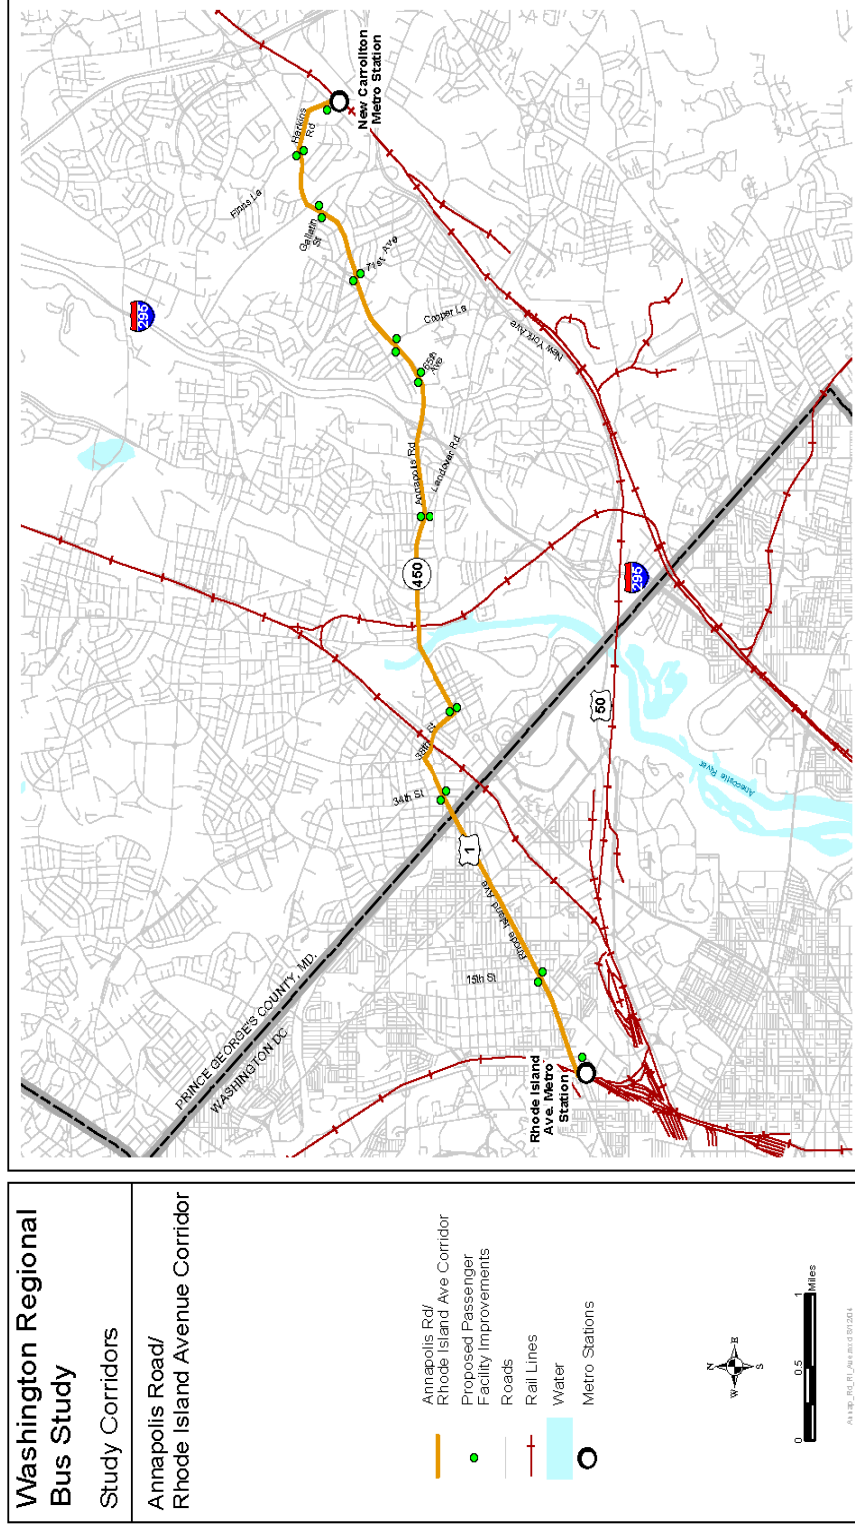 Washington Regional
Bus Study
Study Corridors
Annapolis Road/
Rhode Island Avenue Corridor
Annapolis Rd/
Rhode Island Ave Corridor
Proposed Passenger
Facility Improvements
Roads
Rail Lines
Water
Metro Stations
N
W
E
S
0
0.5
1
Miles
PRINCE GEORGE'S COUNTY, MD.
WASHINGTON DC
Rhode Island
Ave. Metro
Station
15th St
Rhode Island Ave
1
34th St
38th St
450
Annapolis Rd
Landover Rd
65th
Ave
Cooper La
71st Ave
Gallatin
St
Finns La
Harkins
Rd
New Carrollton
Metro Station
295
New York Ave
295
50
Anacostia River